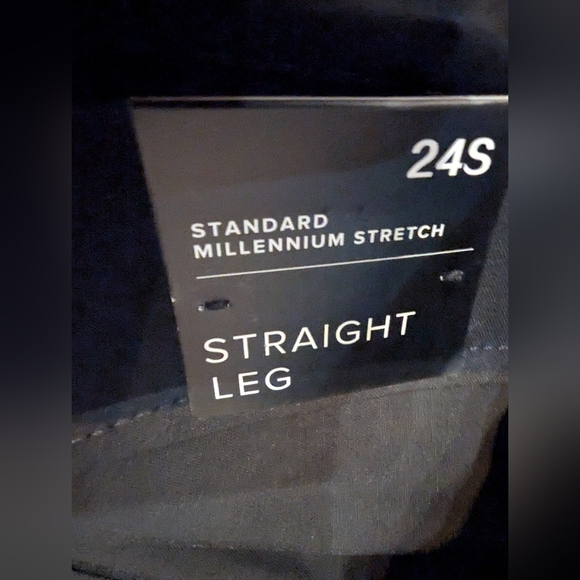 24S
STANDARD
MILLENNIUM STRETCH
STRAIGHT
LEG